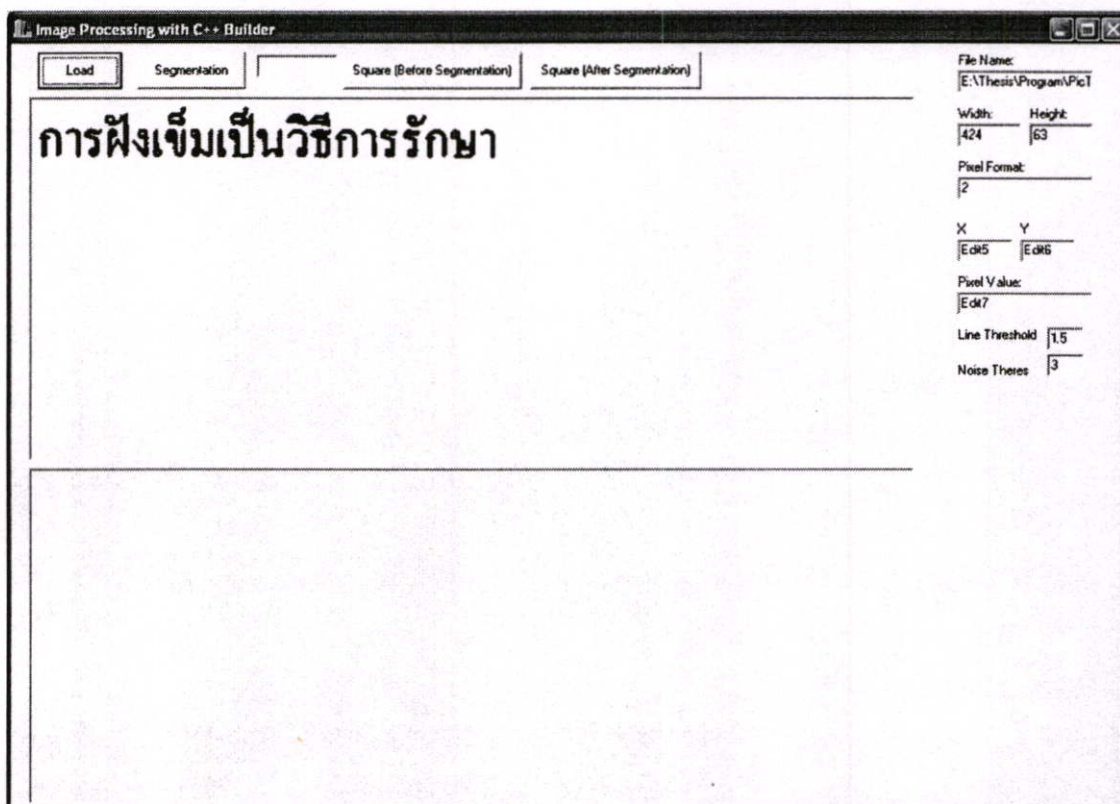 Image Processing with C++ Builder
Load Segmentation Square (Before Segmentation) Square (After Segmentation)
การฝังเข็มเป็นวิธีการรักษา
File Name:
E:\Thesis\Program\Pic1
Width: Height:
424 63
Pixel Format:
2
X Y
Edit5 Edit6
Pixel Value:
Edit7
Line Threshold 1.5
Noise Theres 3